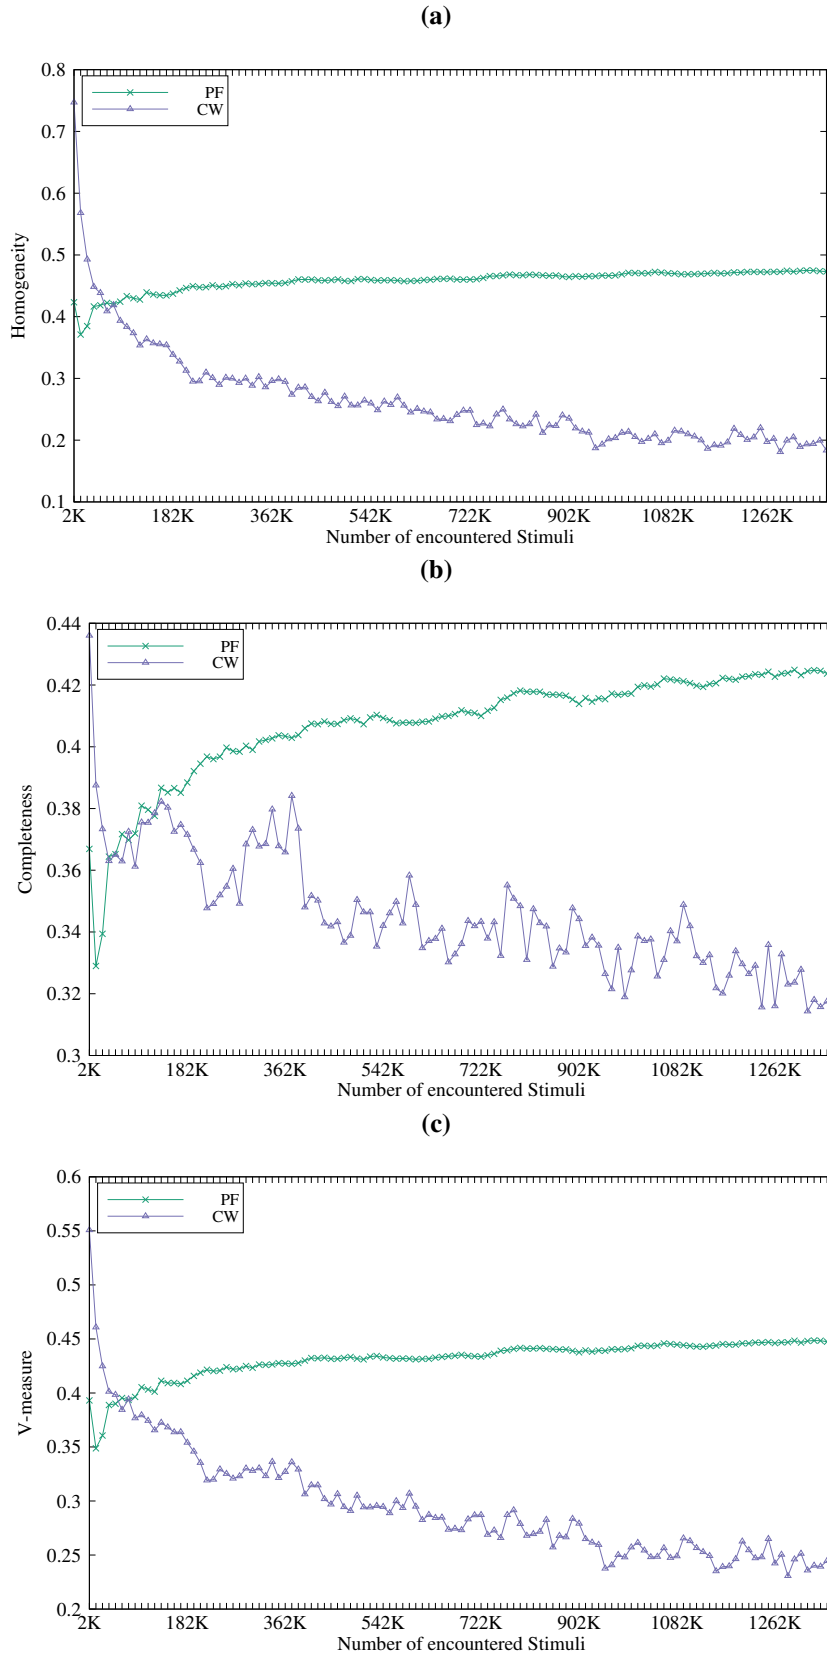 (a)
0.8
0.7
0.6
0.5
0.4
0.3
0.2
0.1
Homogeneity
PF
CW
2K 182K 362K 542K 722K 902K 1082K 1262K
Number of encountered Stimuli
(b)
0.44
0.42
0.4
0.38
0.36
0.34
0.32
0.3
Completeness
PF
CW
2K 182K 362K 542K 722K 902K 1082K 1262K
Number of encountered Stimuli
(c)
0.6
0.55
0.5
0.45
0.4
0.35
0.3
0.25
0.2
V-measure
PF
CW
2K 182K 362K 542K 722K 902K 1082K 1262K
Number of encountered Stimuli